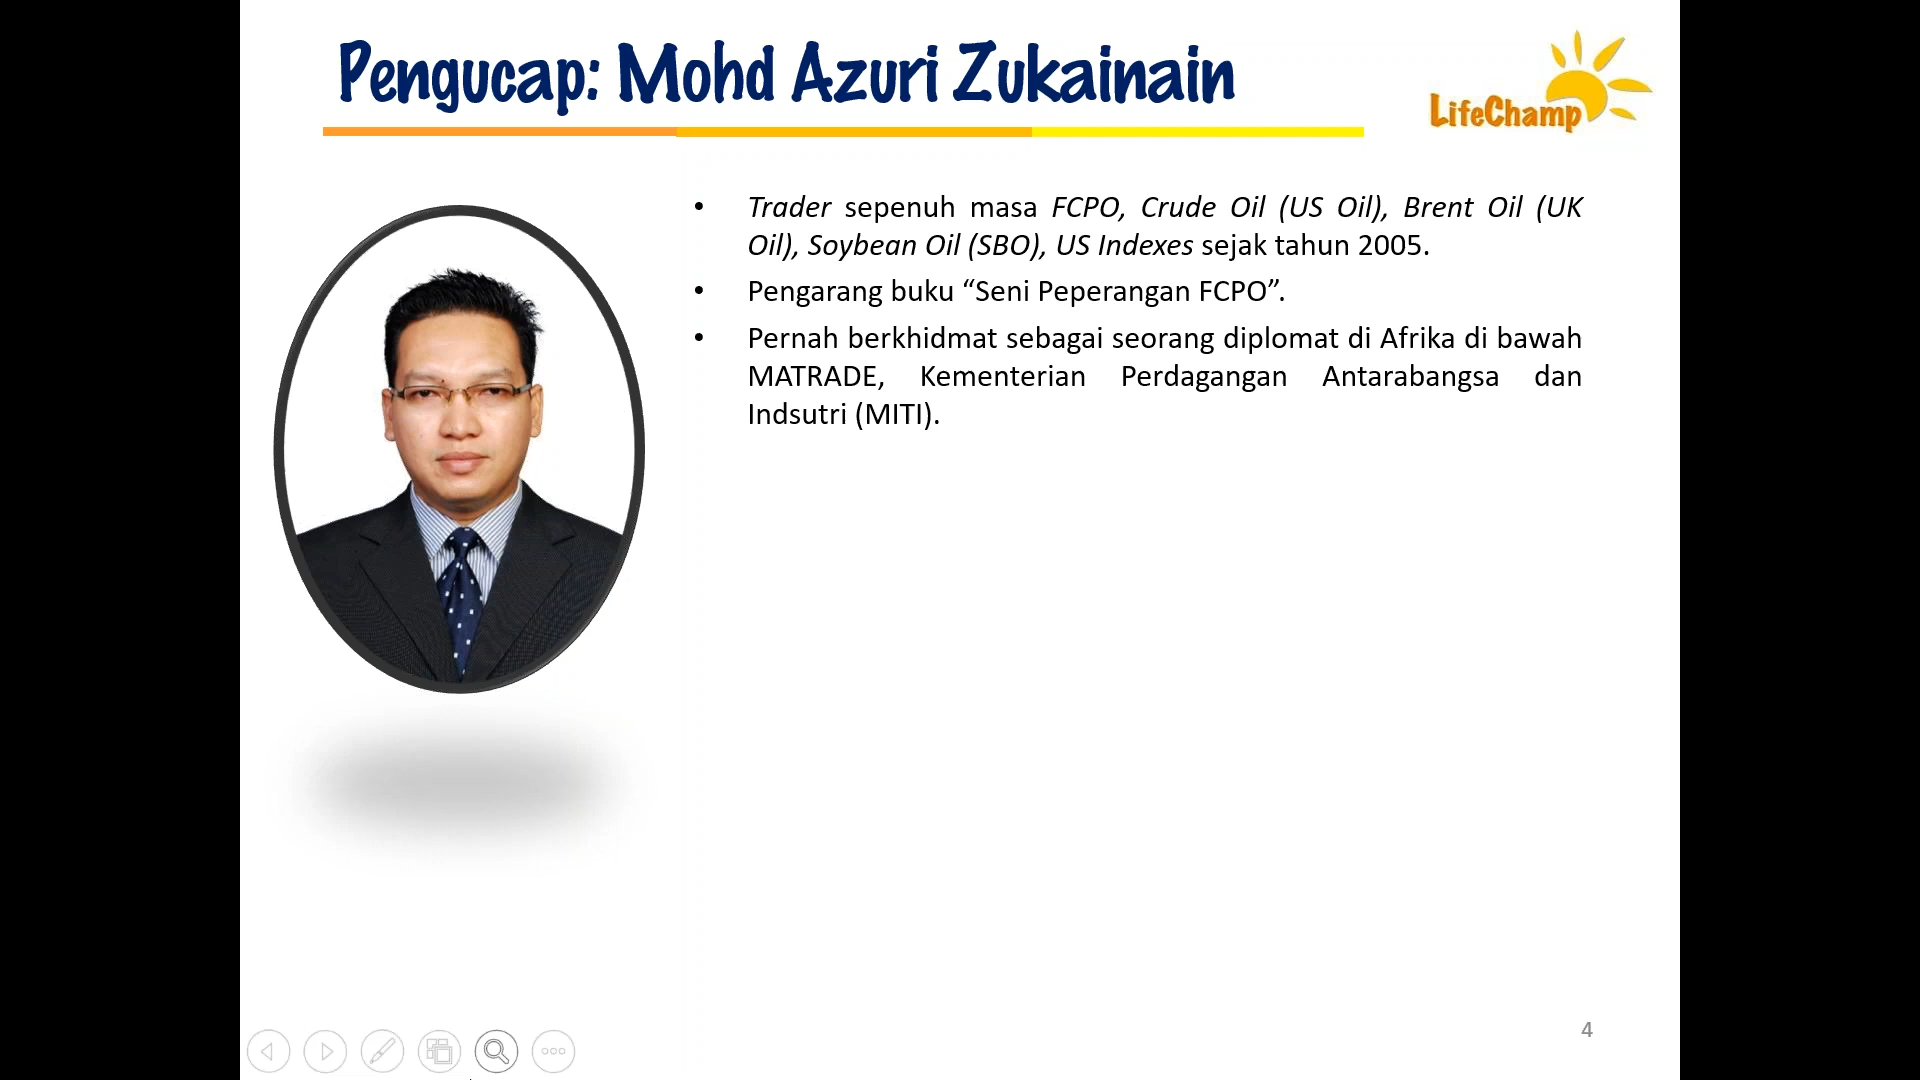 Pengucap: Mohd Azuri Zukainain
LifeChamp
• Trader sepenuh masa FCPO, Crude Oil (US Oil), Brent Oil (UK
Oil), Soybean Oil (SBO), US Indexes sejak tahun 2005.
• Pengarang buku “Seni Peperangan FCPO”.
• Pernah berkhidmat sebagai seorang diplomat di Afrika di bawah
MATRADE, Kementerian Perdagangan Antarabangsa dan
Indsutri (MITI).
4